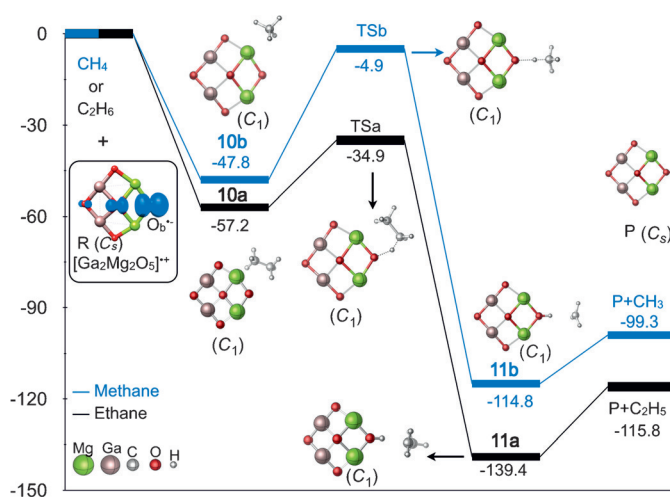 0
-30
-60
-90
-120
-150
CH4
or
C2H6
+
R (Cs)
Ob•-
[Ga2Mg2O5]•+
Methane
Ethane
Mg Ga C O H
(C1)
10b
-47.8
10a
-57.2
(C1)
TSb
-4.9
TSa
-34.9
(C1)
(C1)
P (Cs)
(C1)
11b
-114.8
P+CH3
-99.3
P+C2H5
-115.8
11a
-139.4
(C1)